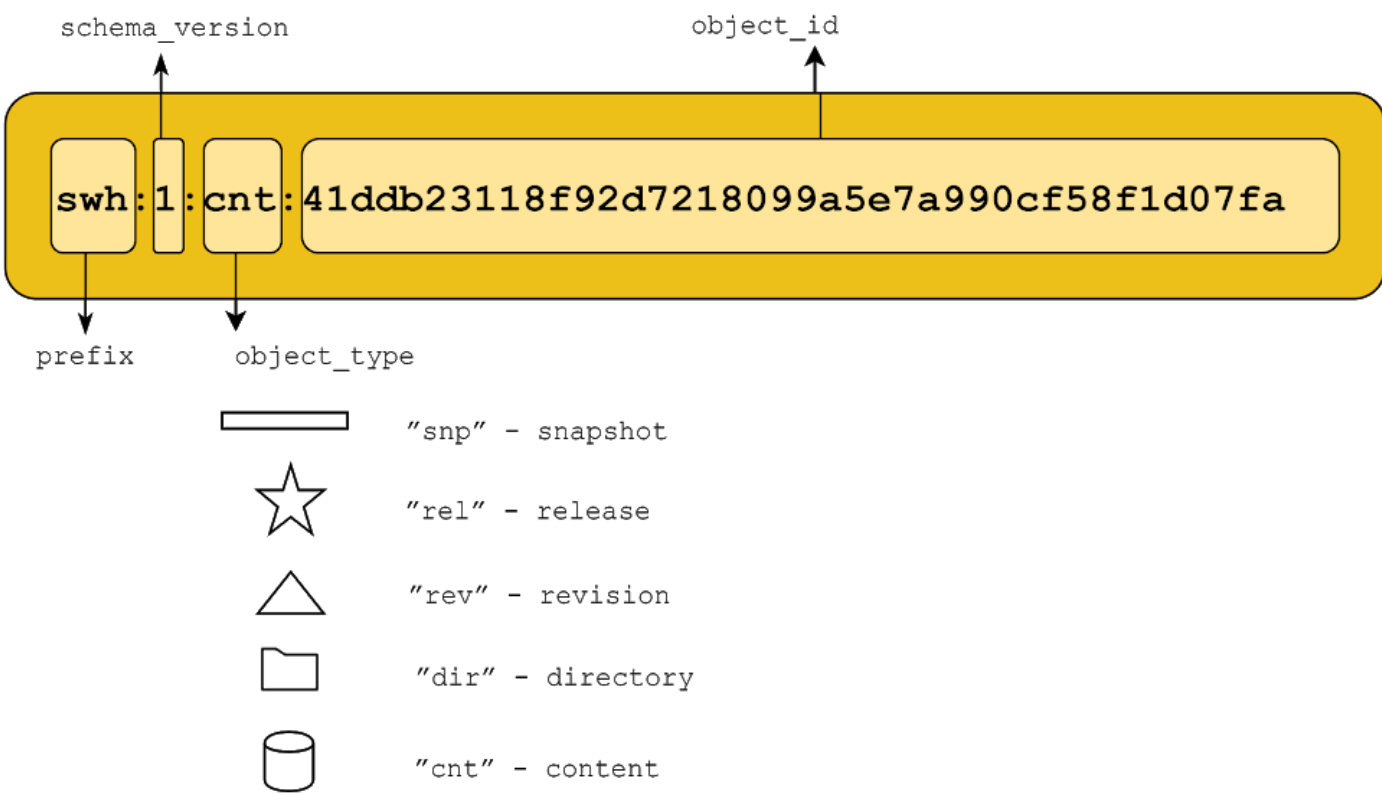 schema_version
object_id
swh:1:cnt:41ddb23118f92d7218099a5e7a990cf58f1d07fa
prefix
object_type
”snp” - snapshot
”rel” - release
”rev” - revision
”dir” - directory
”cnt” - content